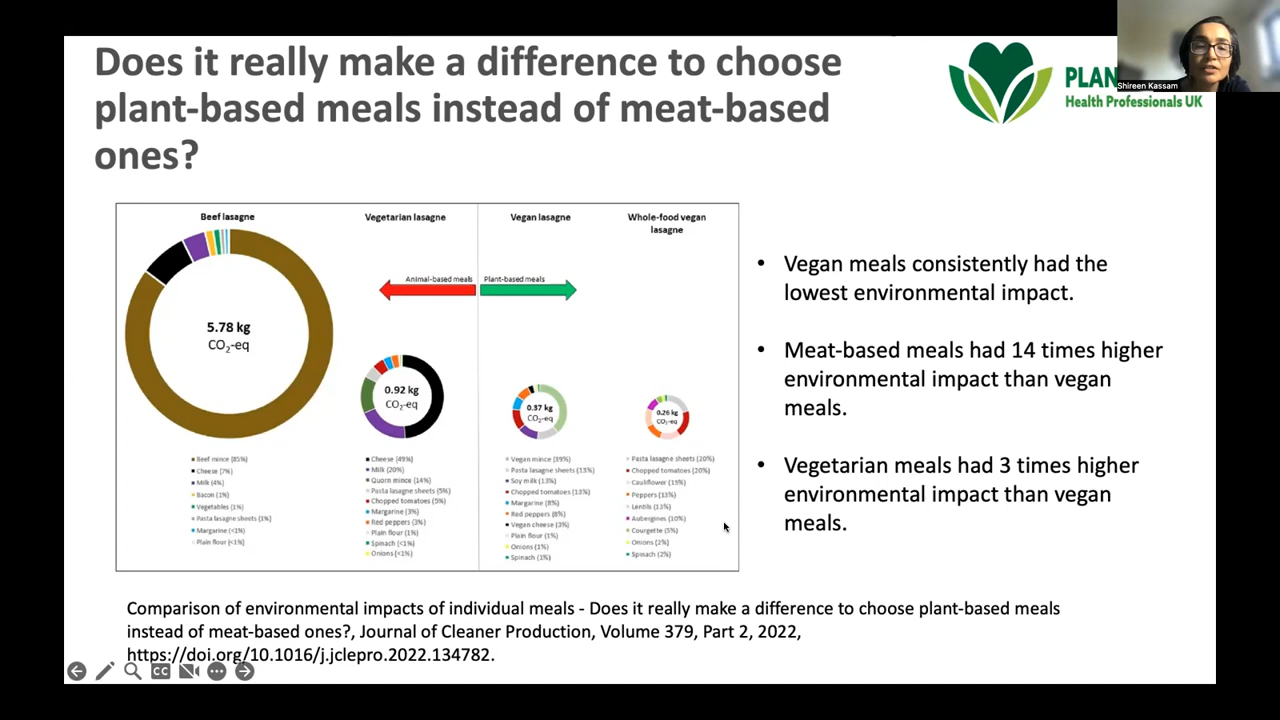 Does it really make a difference to choose
plant-based meals instead of meat-based
ones?
PLAN
Health Professionals UK
Shireen Kassam
Beef lasagne
Vegetarian lasagne
Vegan lasagne
Whole-food vegan
lasagne
Animal-based meals
Plant-based meals
5.78 kg
CO₂-eq
0.92 kg
CO₂-eq
0.37 kg
CO₂-eq
0.26 kg
CO₂-eq
Beef mince (85%)
Cheese (7%)
Milk (4%)
Bacon (1%)
Vegetables (1%)
Pasta lasagne sheets (1%)
Margarine (<1%)
Plain flour (<1%)
Cheese (49%)
Milk (20%)
Quorn mince (14%)
Pasta lasagne sheets (5%)
Chopped tomatoes (5%)
Margarine (3%)
Red peppers (3%)
Plain flour (1%)
Spinach (<1%)
Onions (<1%)
Vegan mince (39%)
Pasta lasagne sheets (13%)
Soy milk (13%)
Chopped tomatoes (13%)
Margarine (8%)
Red peppers (8%)
Vegan cheese (3%)
Plain flour (1%)
Onions (1%)
Spinach (1%)
Pasta lasagne sheets (20%)
Chopped tomatoes (20%)
Cauliflower (15%)
Peppers (13%)
Lentils (13%)
Aubergines (10%)
Courgette (5%)
Onions (2%)
Spinach (2%)
• Vegan meals consistently had the
lowest environmental impact.
• Meat-based meals had 14 times higher
environmental impact than vegan
meals.
• Vegetarian meals had 3 times higher
environmental impact than vegan
meals.
Comparison of environmental impacts of individual meals - Does it really make a difference to choose plant-based meals
instead of meat-based ones?, Journal of Cleaner Production, Volume 379, Part 2, 2022,
https://doi.org/10.1016/j.jclepro.2022.134782.
CC